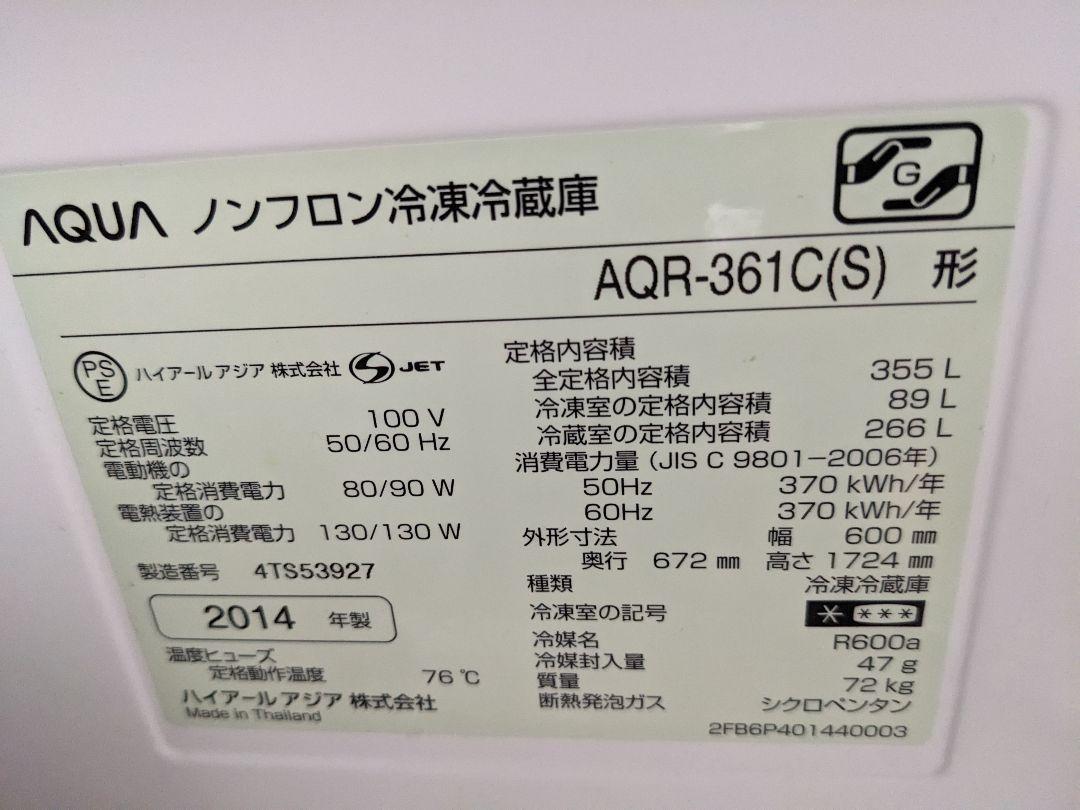 AQUA ノンフロン冷凍冷蔵庫
G
AQR-361C(S) 形
PSE ハイアール アジア 株式会社 S JET
定格電圧 100 V
定格周波数 50/60 Hz
電動機の
定格消費電力 80/90 W
電熱装置の
定格消費電力 130/130 W
製造番号 4TS53927
2014 年製
温度ヒューズ
定格動作温度 76 ℃
ハイアール アジア 株式会社
Made in Thailand
定格内容積
全定格内容積 355 L
冷凍室の定格内容積 89 L
冷蔵室の定格内容積 266 L
消費電力量 (JIS C 9801-2006年)
50Hz 370 kWh/年
60Hz 370 kWh/年
外形寸法 幅 600 ㎜
奥行 672 ㎜ 高さ 1724 ㎜
種類 冷凍冷蔵庫
冷凍室の記号 * ***
冷媒名 R600a
冷媒封入量 47 g
質量 72 kg
断熱発泡ガス シクロペンタン
2FB6P401440003